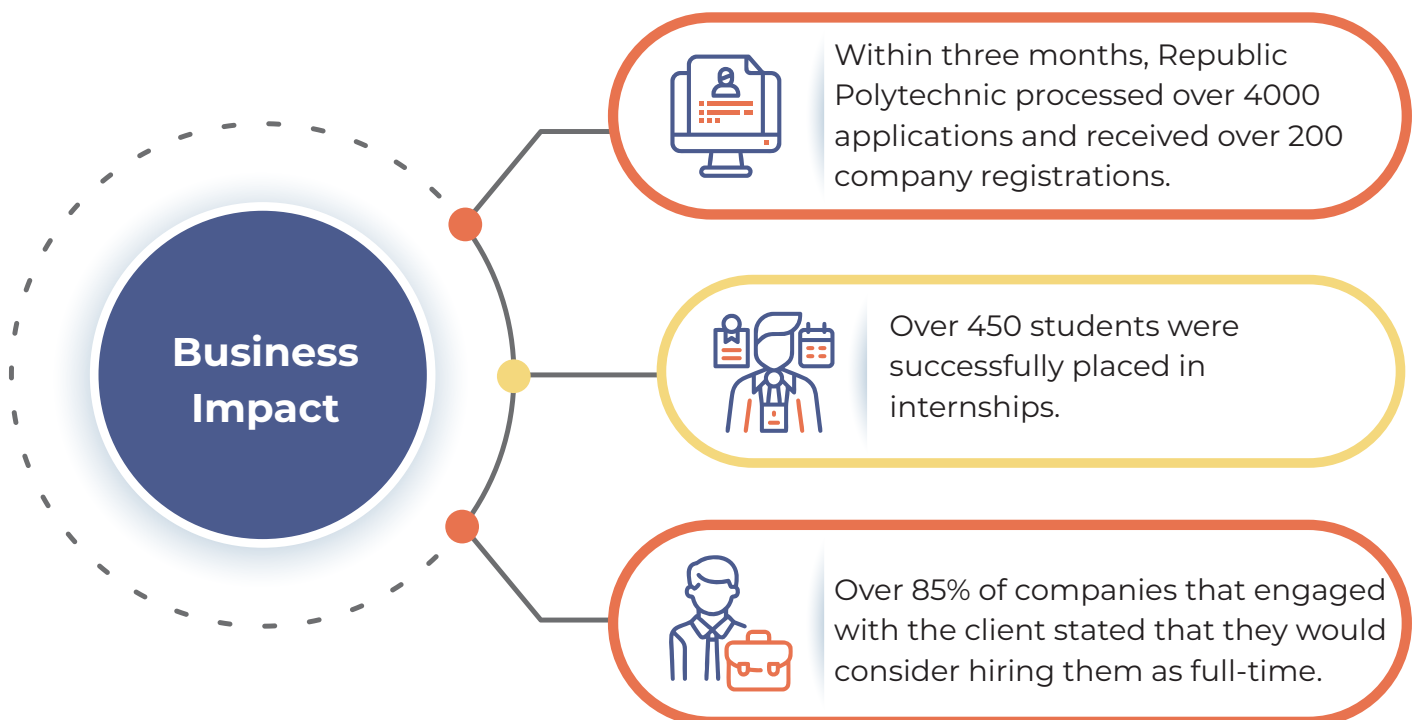 Business
Impact
Within three months, Republic
Polytechnic processed over 4000
applications and received over 200
company registrations.
Over 450 students were
successfully placed in
internships.
Over 85% of companies that engaged
with the client stated that they would
consider hiring them as full-time.